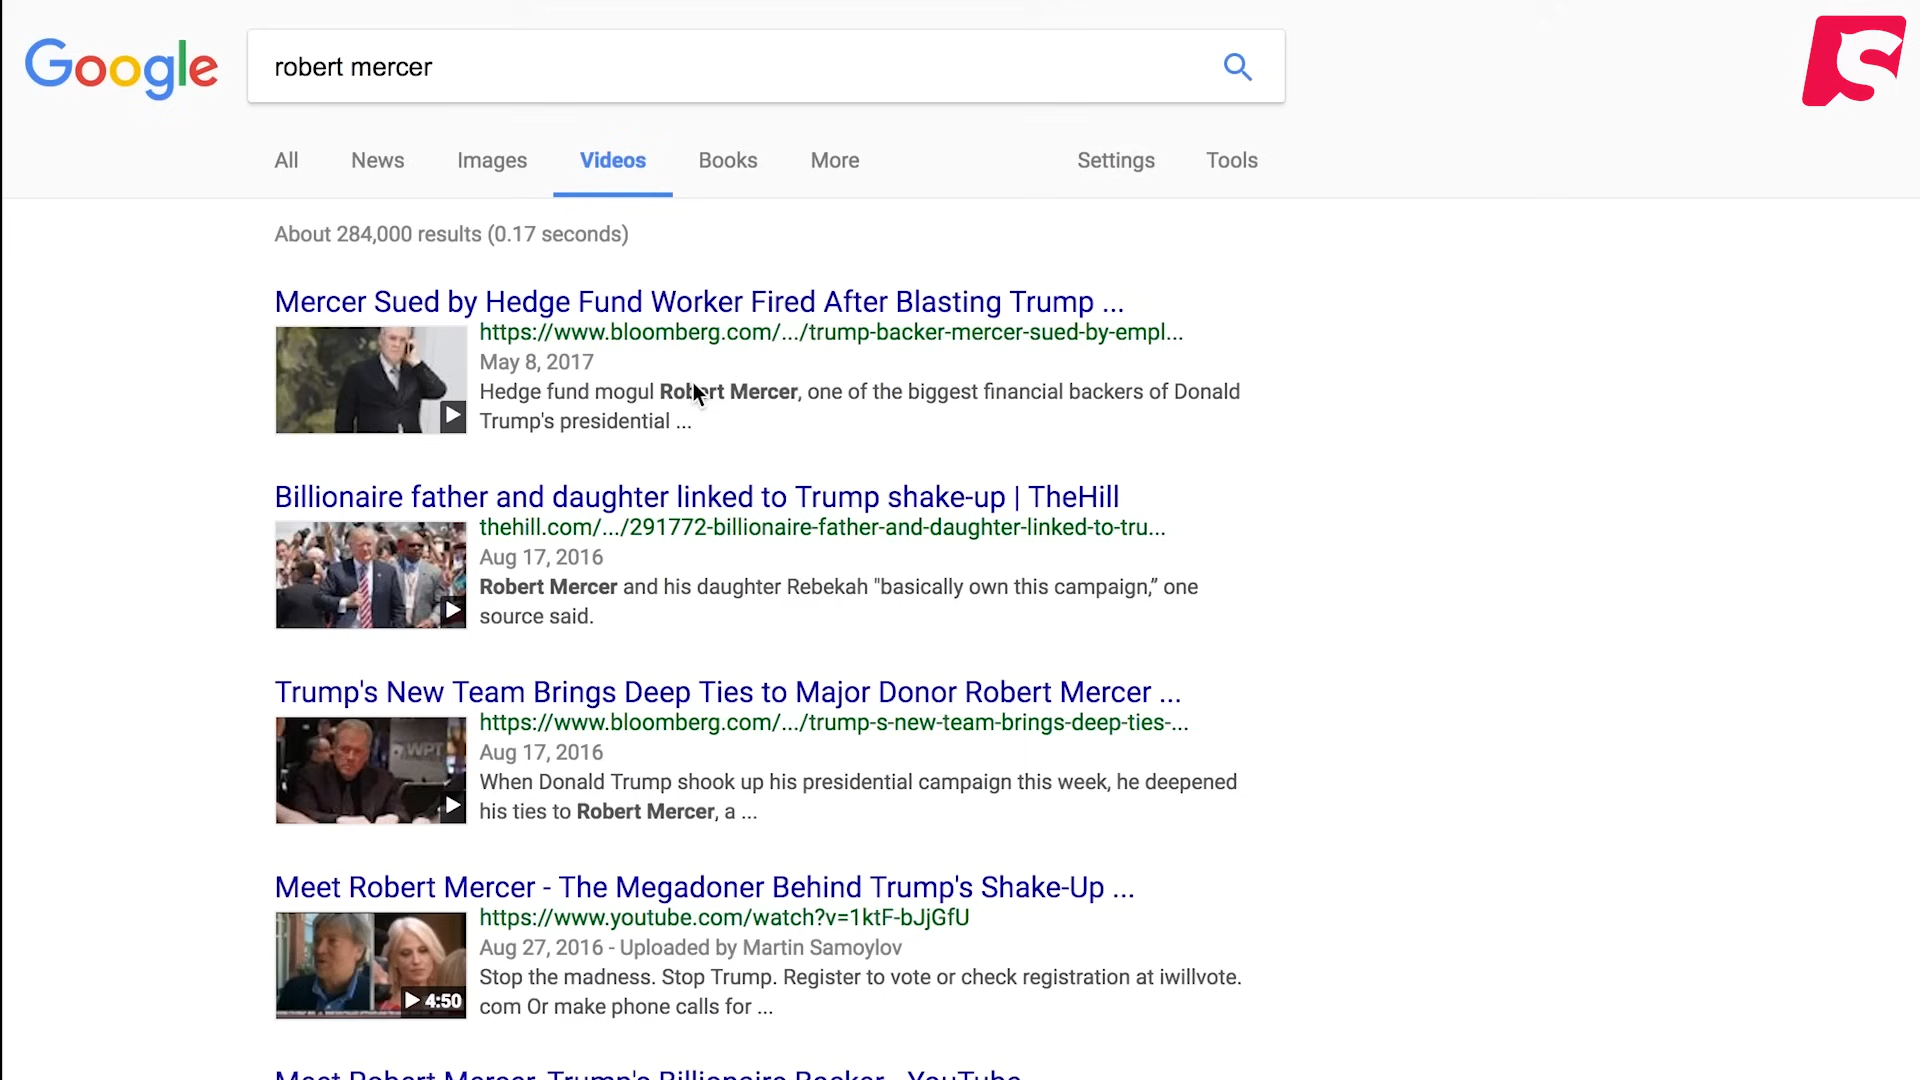 Google
robert mercer
All News Images Videos Books More Settings Tools
About 284,000 results (0.17 seconds)
Mercer Sued by Hedge Fund Worker Fired After Blasting Trump ...
https://www.bloomberg.com/.../trump-backer-mercer-sued-by-empl...
May 8, 2017
Hedge fund mogul Robert Mercer, one of the biggest financial backers of Donald
Trump's presidential ...
Billionaire father and daughter linked to Trump shake-up | TheHill
thehill.com/.../291772-billionaire-father-and-daughter-linked-to-tru...
Aug 17, 2016
Robert Mercer and his daughter Rebekah "basically own this campaign,” one
source said.
Trump's New Team Brings Deep Ties to Major Donor Robert Mercer ...
https://www.bloomberg.com/.../trump-s-new-team-brings-deep-ties-...
WPT
Aug 17, 2016
When Donald Trump shook up his presidential campaign this week, he deepened
his ties to Robert Mercer, a ...
Meet Robert Mercer - The Megadoner Behind Trump's Shake-Up ...
https://www.youtube.com/watch?v=1ktF-bJjGfU
Aug 27, 2016 - Uploaded by Martin Samoylov
Stop the madness. Stop Trump. Register to vote or check registration at iwillvote.
4:50
com Or make phone calls for ...
Meet Robert Mercer, Trump's Billionaire Backer - YouTube